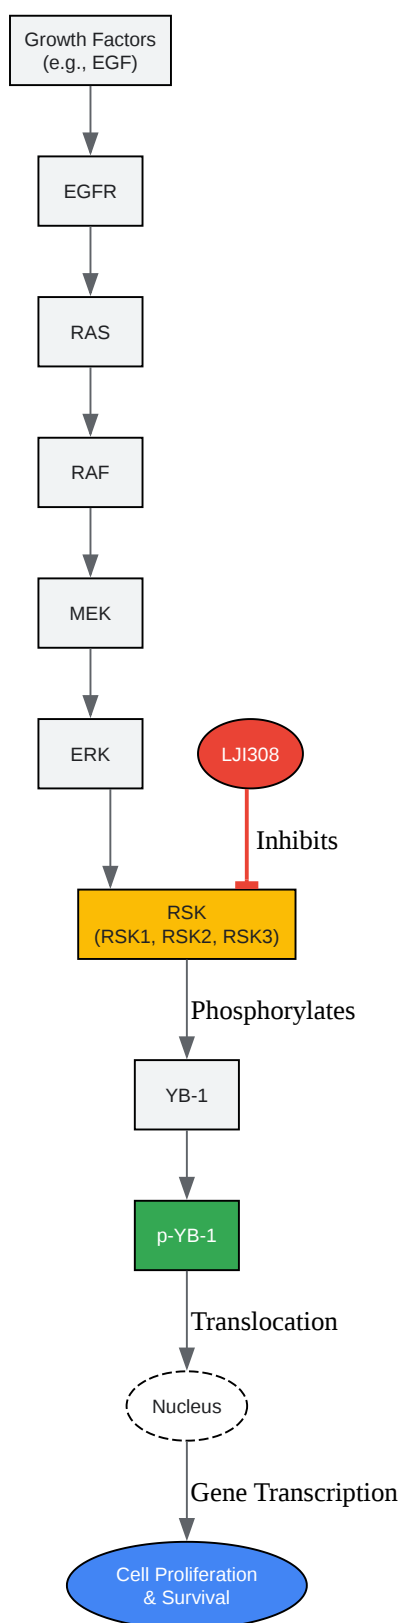 Growth Factors
(e.g., EGF)
EGFR
RAS
RAF
MEK
ERK
LJI308
Inhibits
RSK
(RSK1, RSK2, RSK3)
Phosphorylates
YB-1
p-YB-1
Translocation
Nucleus
Gene Transcription
Cell Proliferation
& Survival